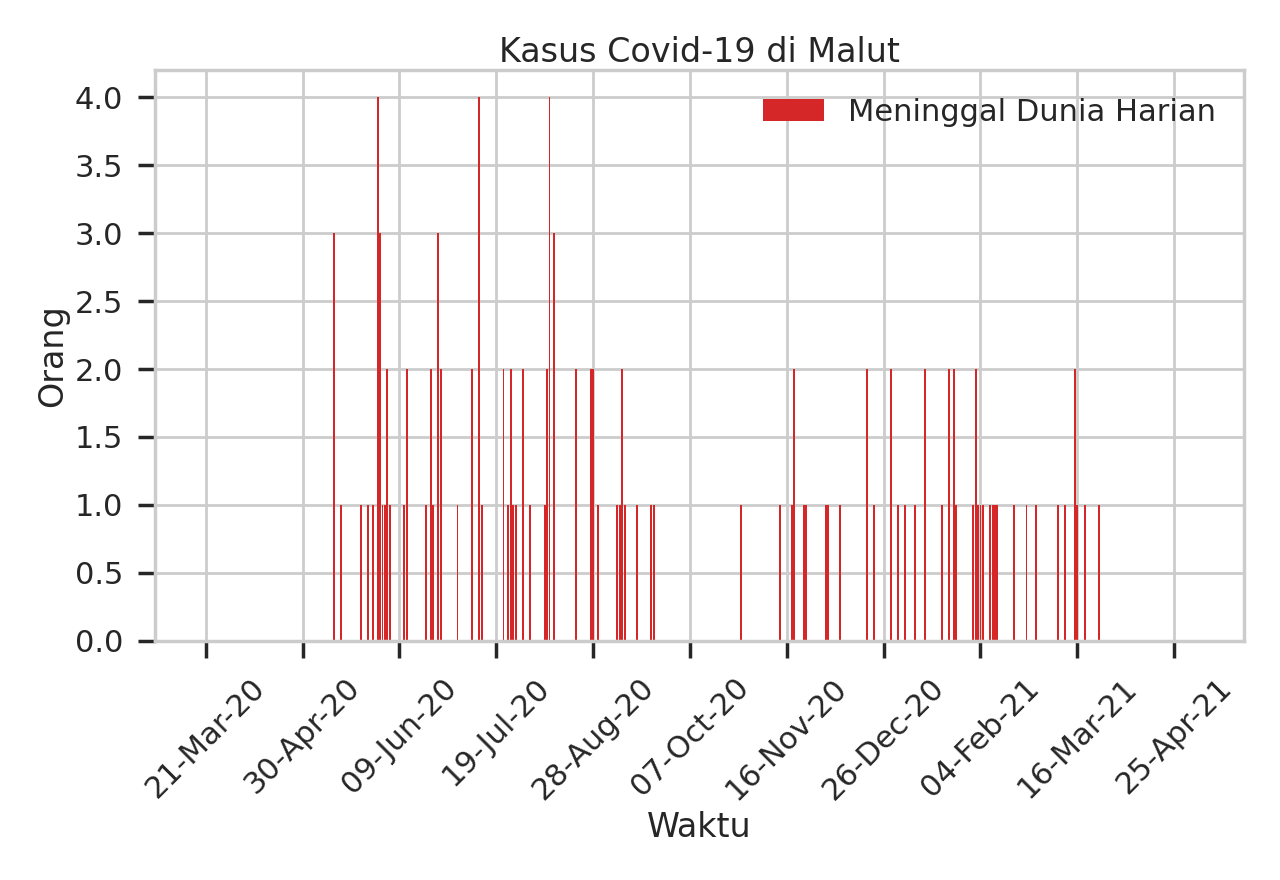 Kasus Covid-19 di Malut
Meninggal Dunia Harian
Orang
4.0
3.5
3.0
2.5
2.0
1.5
1.0
0.5
0.0
21-Mar-20
30-Apr-20
09-Jun-20
19-Jul-20
28-Aug-20
07-Oct-20
16-Nov-20
26-Dec-20
04-Feb-21
16-Mar-21
25-Apr-21
Waktu